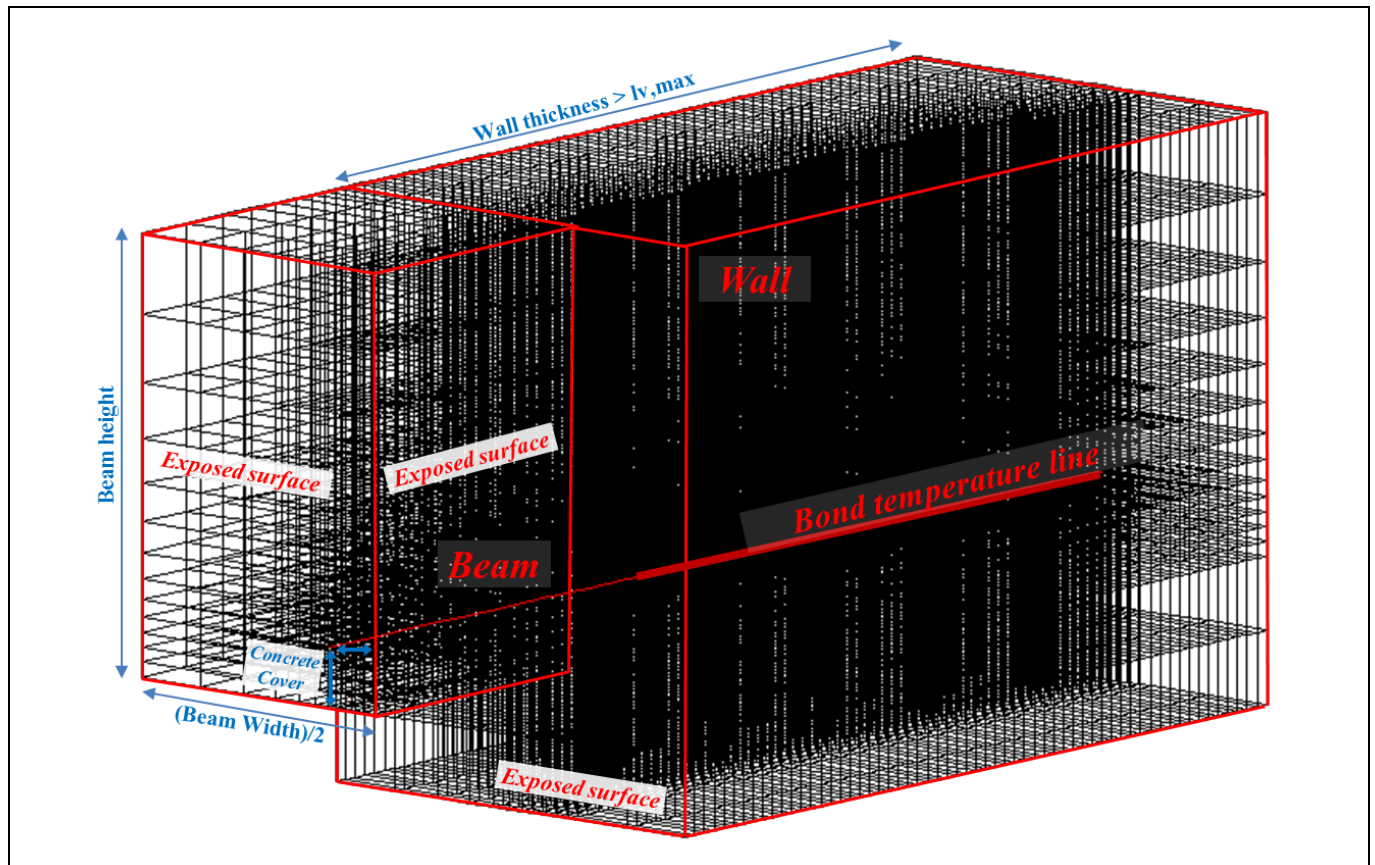 Wall thickness > lv,max
Wall
Beam height
Exposed surface
Exposed surface
Bond temperature line
Beam
Concrete
Cover
(Beam Width)/2
Exposed surface